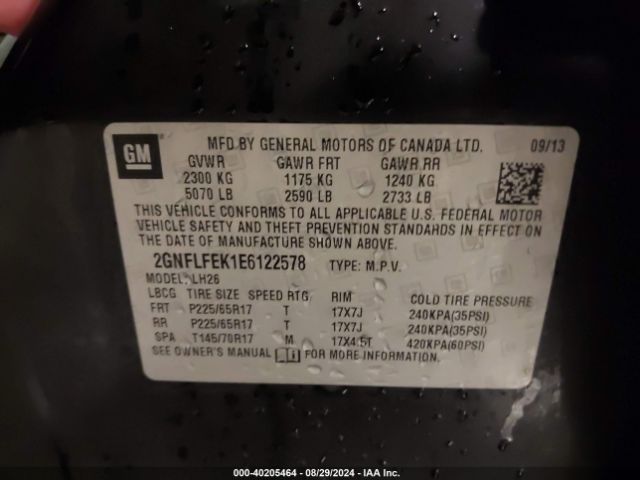 GM
MFD BY GENERAL MOTORS OF CANADA LTD. 09/13
GVWR GAWR FRT GAWR RR
2300 KG 1175 KG 1240 KG
5070 LB 2590 LB 2733 LB
THIS VEHICLE CONFORMS TO ALL APPLICABLE U.S. FEDERAL MOTOR
VEHICLE SAFETY AND THEFT PREVENTION STANDARDS IN EFFECT ON
THE DATE OF MANUFACTURE SHOWN ABOVE.
2GNFLFEK1E6122578 TYPE: M.P.V.
MODEL: LH26
LBCG TIRE SIZE SPEED RTG RIM COLD TIRE PRESSURE
FRT P225/65R17 T 17X7J 240KPA(35PSI)
RR P225/65R17 T 17X7J 240KPA(35PSI)
SPA T145/70R17 M 17X4.5T 420KPA(60PSI)
SEE OWNER'S MANUAL FOR MORE INFORMATION.
000-40205464 - 08/29/2024 - IAA Inc.